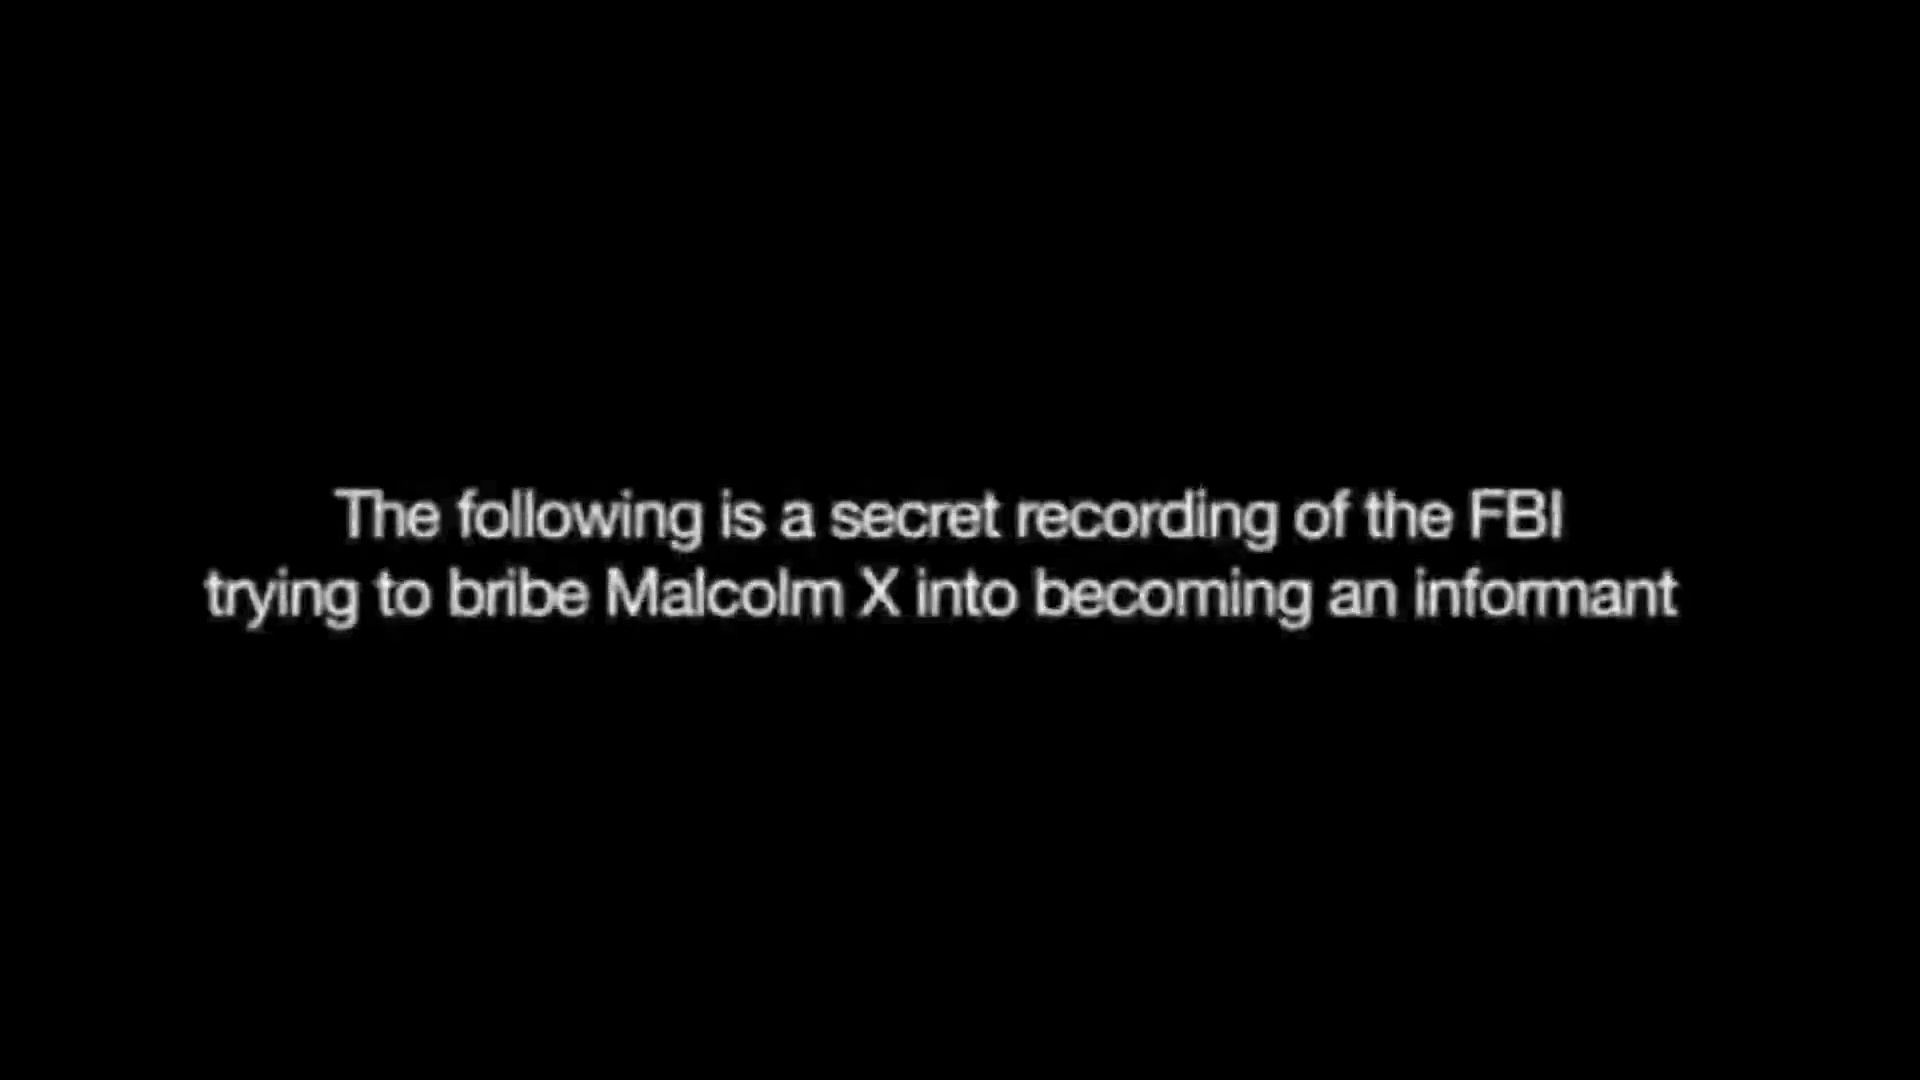 The following is a secret recording of the FBI
trying to bribe Malcolm X into becoming an informant